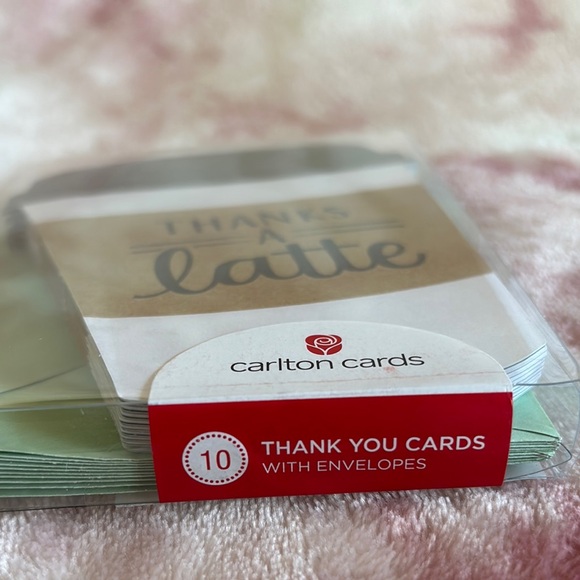 THANKS
A
latte
carlton cards
10
THANK YOU CARDS
WITH ENVELOPES